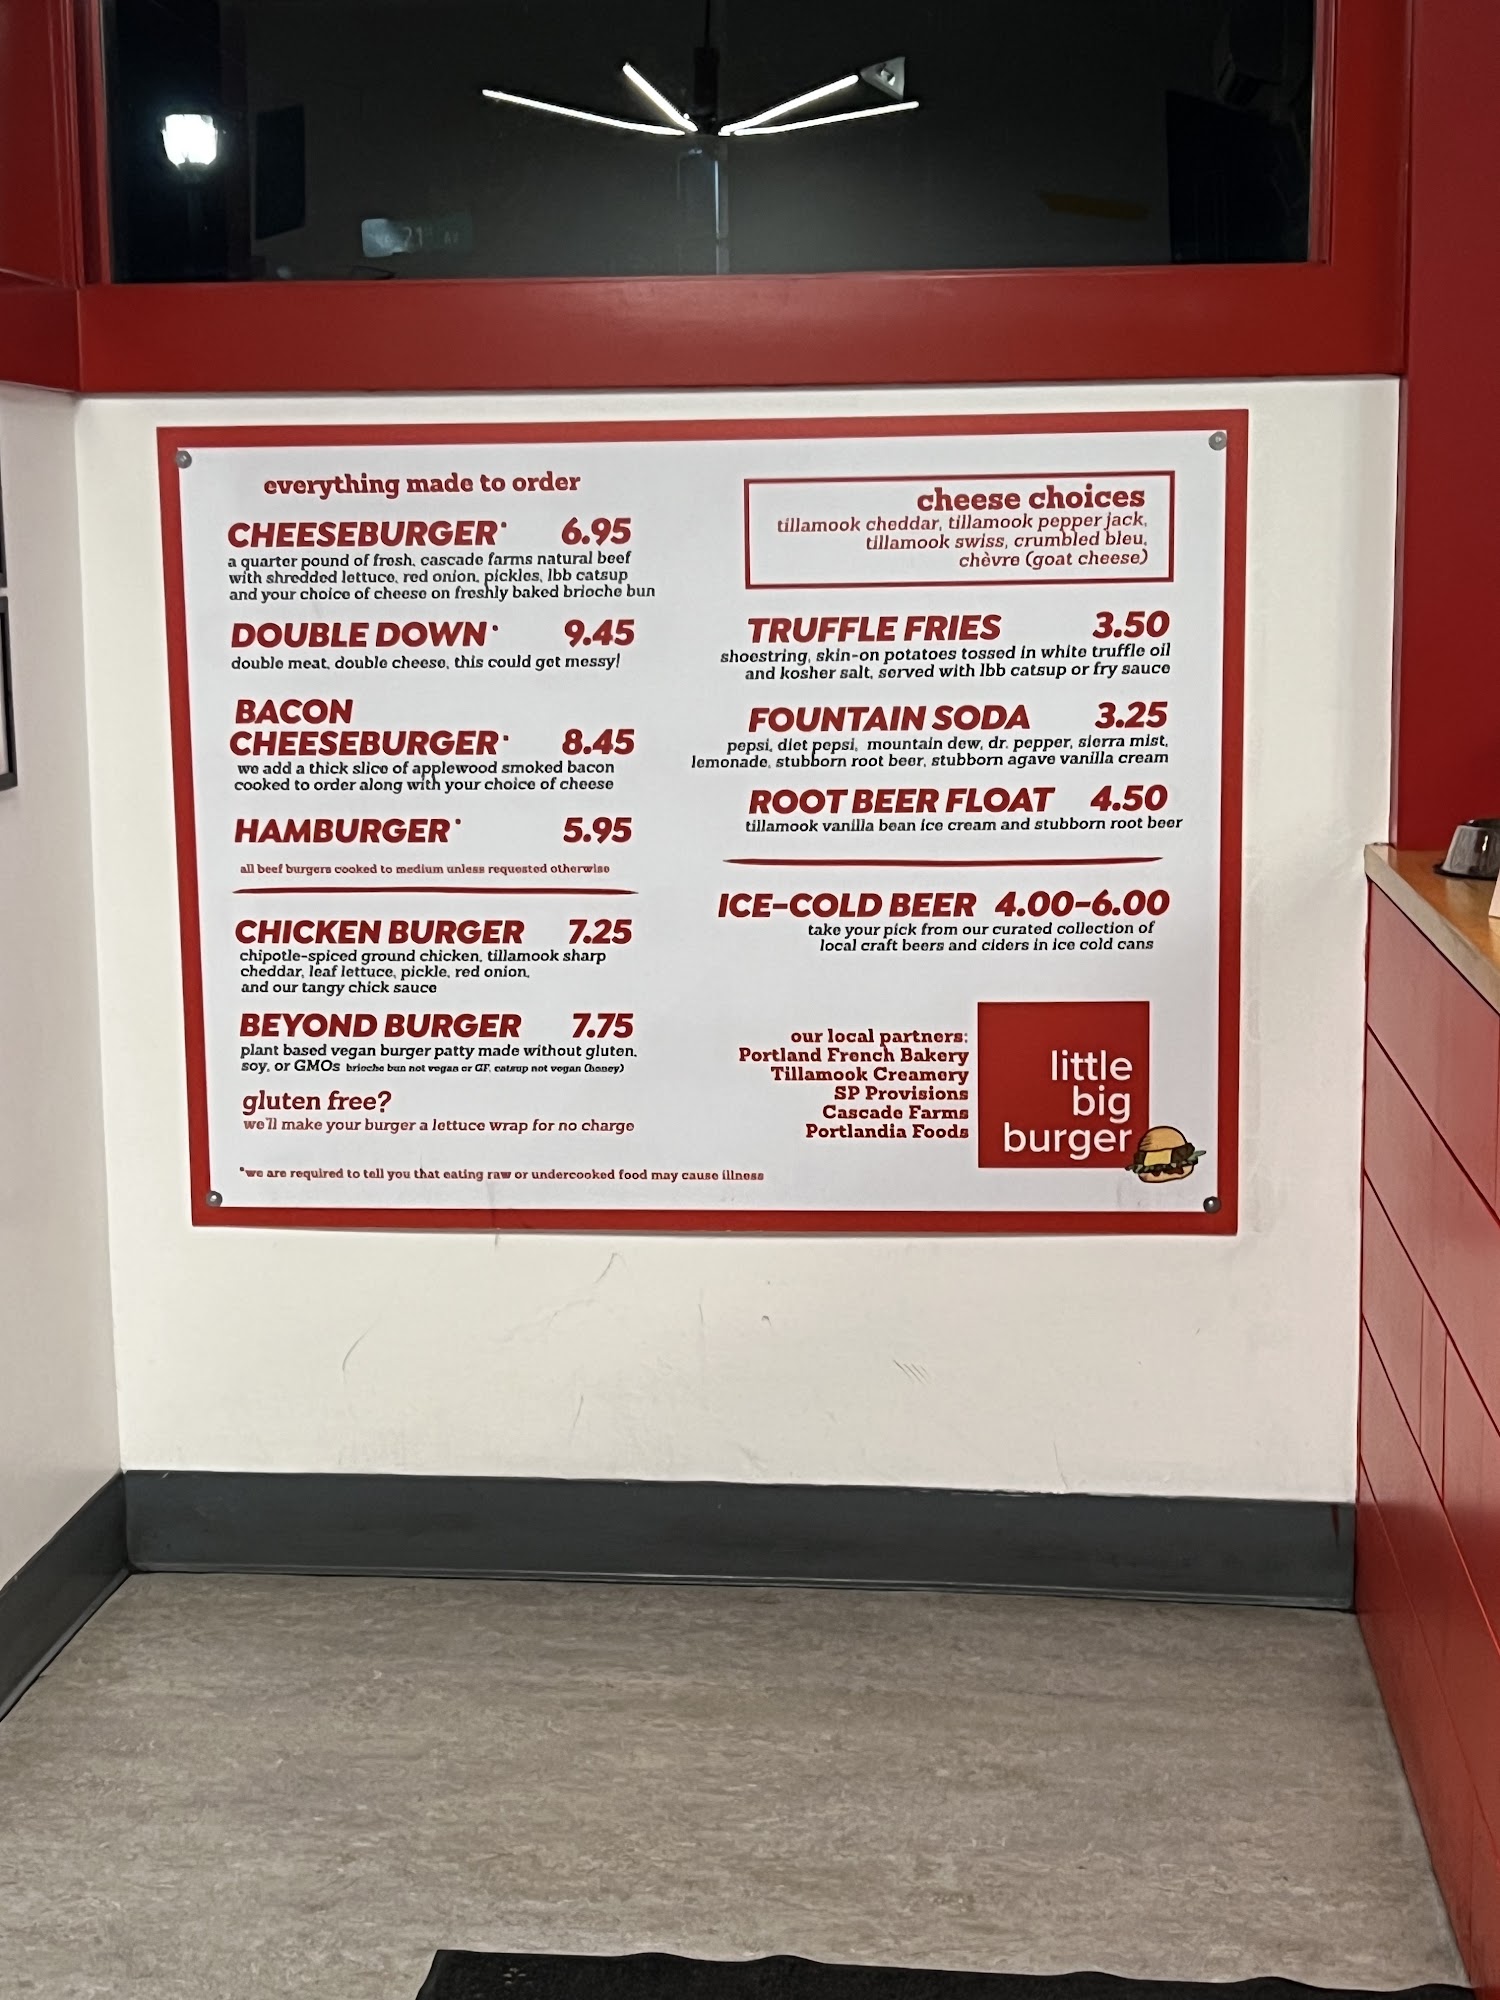 21st AV
everything made to order
CHEESEBURGER* 6.95
a quarter pound of fresh, cascade farms natural beef
with shredded lettuce, red onion, pickles, lbb catsup
and your choice of cheese on freshly baked brioche bun
DOUBLE DOWN* 9.45
double meat, double cheese, this could get messy!
BACON
CHEESEBURGER* 8.45
we add a thick slice of applewood smoked bacon
cooked to order along with your choice of cheese
HAMBURGER* 5.95
all beef burgers cooked to medium unless requested otherwise
CHICKEN BURGER 7.25
chipotle-spiced ground chicken, tillamook sharp
cheddar, leaf lettuce, pickle, red onion,
and our tangy chick sauce
BEYOND BURGER 7.75
plant based vegan burger patty made without gluten,
soy, or GMOs brioche bun not vegan or GF, catsup not vegan (honey)
gluten free?
we'll make your burger a lettuce wrap for no charge
*we are required to tell you that eating raw or undercooked food may cause illness
cheese choices
tillamook cheddar, tillamook pepper jack,
tillamook swiss, crumbled bleu,
chèvre (goat cheese)
TRUFFLE FRIES 3.50
shoestring, skin-on potatoes tossed in white truffle oil
and kosher salt, served with lbb catsup or fry sauce
FOUNTAIN SODA 3.25
pepsi, diet pepsi, mountain dew, dr. pepper, sierra mist,
lemonade, stubborn root beer, stubborn agave vanilla cream
ROOT BEER FLOAT 4.50
tillamook vanilla bean ice cream and stubborn root beer
ICE-COLD BEER 4.00-6.00
take your pick from our curated collection of
local craft beers and ciders in ice cold cans
our local partners:
Portland French Bakery
Tillamook Creamery
SP Provisions
Cascade Farms
Portlandia Foods
little
big
burger